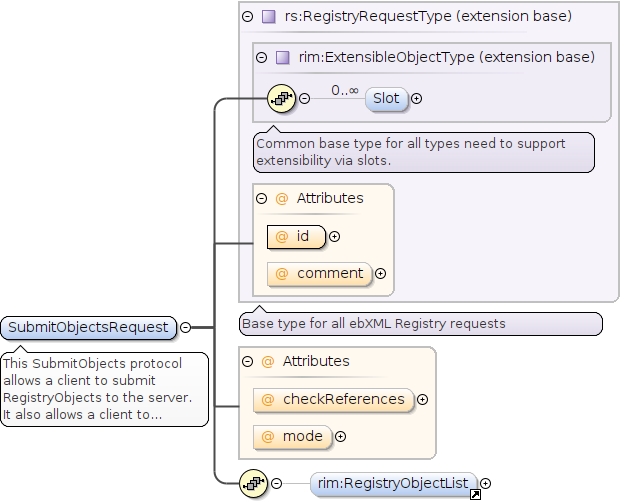 rs:RegistryRequestType (extension base)
rim:ExtensibleObjectType (extension base)
0..∞
Slot
Common base type for all types need to support
extensibility via slots.
@ Attributes
@ id
@ comment
SubmitObjectsRequest
Base type for all ebXML Registry requests
This SubmitObjects protocol
allows a client to submit
RegistryObjects to the server.
It also allows a client to...
@ Attributes
@ checkReferences
@ mode
rim:RegistryObjectList